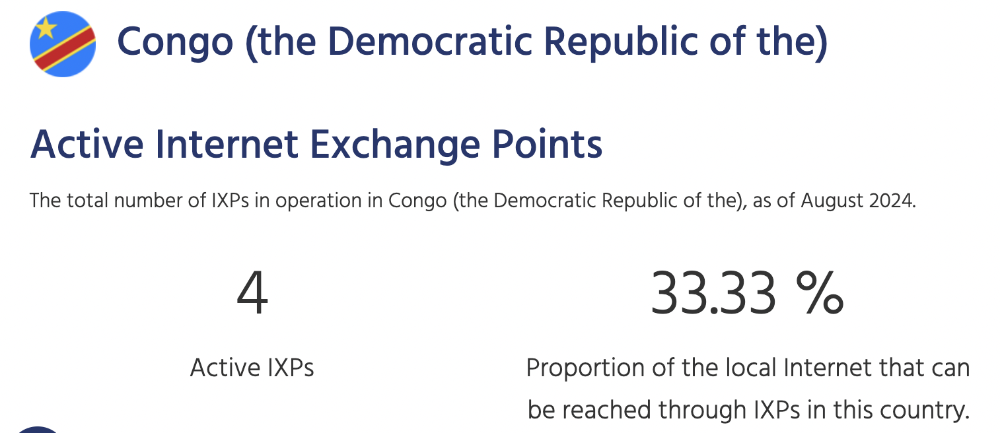 Congo (the Democratic Republic of the)
Active Internet Exchange Points
The total number of IXPs in operation in Congo (the Democratic Republic of the), as of August 2024.
4
Active IXPs
33.33 %
Proportion of the local Internet that can
be reached through IXPs in this country.